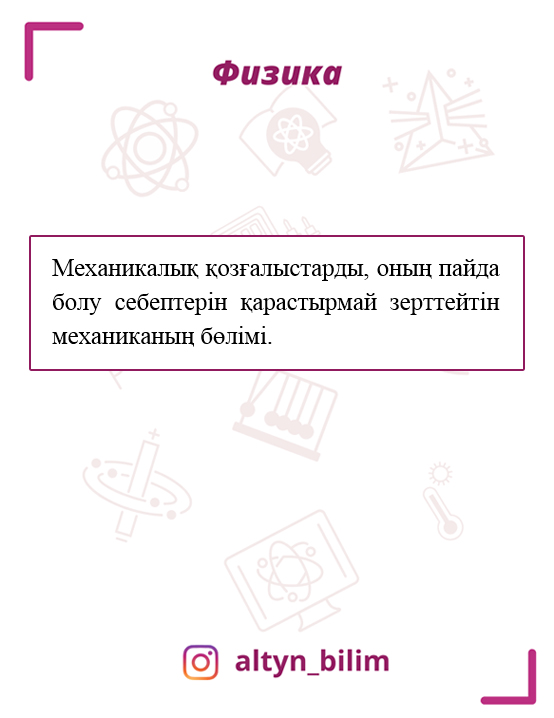 Физика
Механикалық қозғалыстарды, оның пайда
болу себептерін қарастырмай зерттейтін
механиканың бөлімі.
altyn_bilim